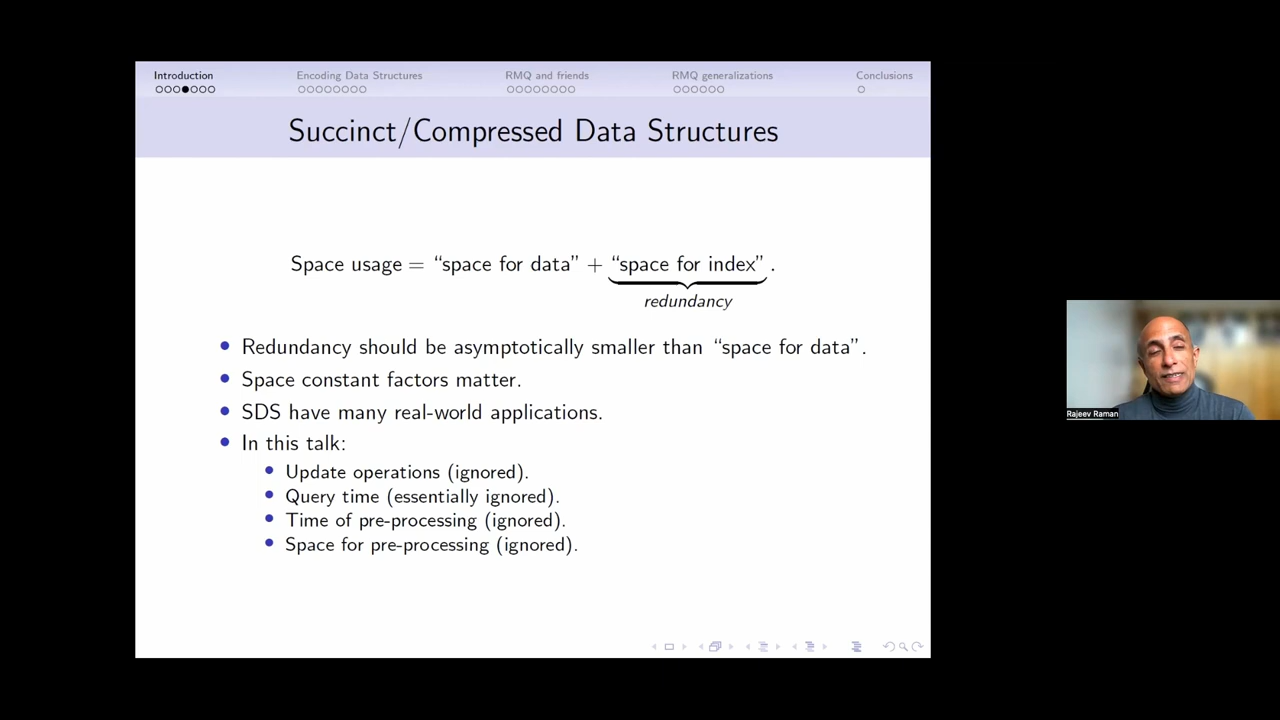 Introduction
Encoding Data Structures
RMQ and friends
RMQ generalizations
Conclusions
Succinct/Compressed Data Structures
Space usage = “space for data” + “space for index” .
redundancy
Redundancy should be asymptotically smaller than “space for data”.
Space constant factors matter.
SDS have many real-world applications.
In this talk:
Update operations (ignored).
Query time (essentially ignored).
Time of pre-processing (ignored).
Space for pre-processing (ignored).
Rajeev Raman